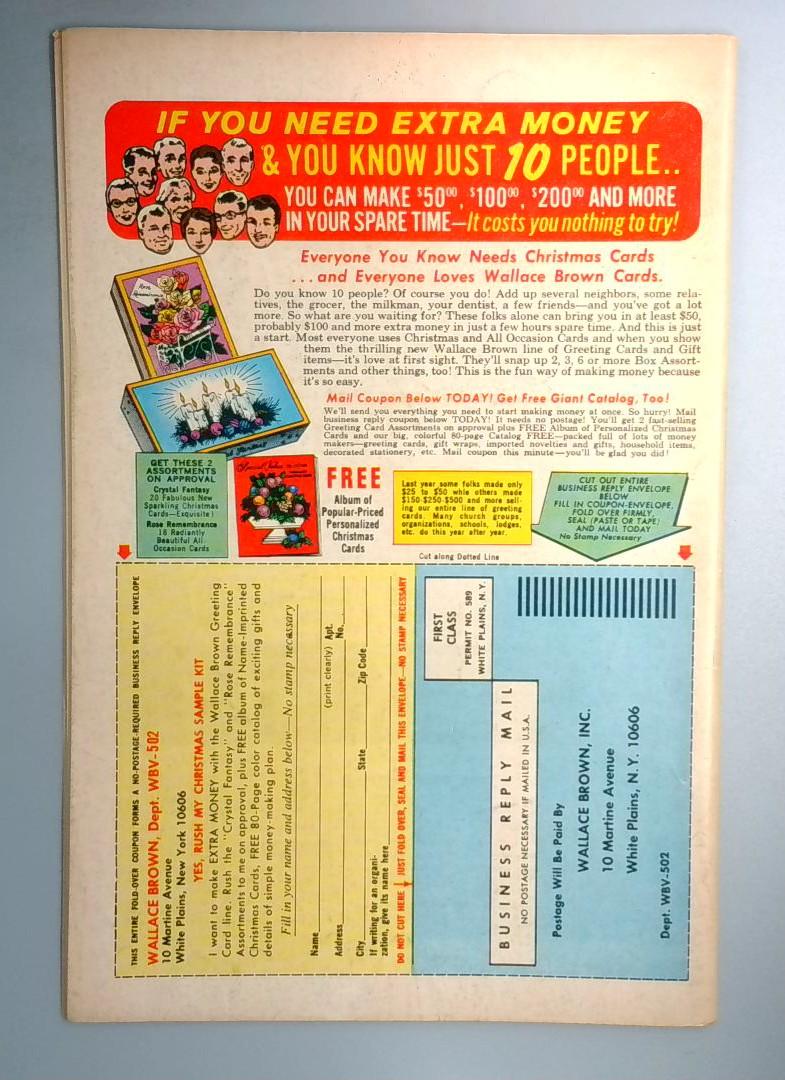 IF YOU NEED EXTRA MONEY
& YOU KNOW JUST 10 PEOPLE..
YOU CAN MAKE $50⁰⁰, $100⁰⁰, $200⁰⁰ AND MORE
IN YOUR SPARE TIME—It costs you nothing to try!
Everyone You Know Needs Christmas Cards
...and Everyone Loves Wallace Brown Cards.
Do you know 10 people? Of course you do! Add up several neighbors, some rela-
tives, the grocer, the milkman, your dentist, a few friends—and you've got a lot
more. So what are you waiting for? These folks alone can bring you in at least $50,
probably $100 and more extra money in just a few hours spare time. And this is just
a start. Most everyone uses Christmas and All Occasion Cards and when you show
them the thrilling new Wallace Brown line of Greeting Cards and Gift
items—it's love at first sight. They'll snap up 2, 3, 6 or more Box Assort-
ments and other things, too! This is the fun way of making money because
it's so easy.
Mail Coupon Below TODAY! Get Free Giant Catalog, Too!
We'll send you everything you need to start making money at once. So hurry! Mail
business reply coupon below TODAY! It needs no postage! You'll get 2 fast-selling
Greeting Card Assortments on approval plus FREE Album of Personalized Christmas
Cards and our big, colorful 80-page Catalog FREE—packed full of lots of money
makers—greeting cards, gift wraps, imported novelties and gifts, household items,
decorated stationery, etc. Mail coupon this minute—you'll be glad you did!
GET THESE 2
ASSORTMENTS
ON APPROVAL
Crystal Fantasy
20 Fabulous New
Sparkling Christmas
Cards—Exquisite!
Rose Remembrance
18 Radiantly
Beautiful All
Occasion Cards
FREE
Album of
Popular-Priced
Personalized
Christmas
Cards
Last year some folks made only
$25 to $50 while others made
$150-$250-$500 and more sell-
ing our entire line of greeting
cards. Many church groups,
organizations, schools, lodges,
etc. do this year after year.
CUT OUT ENTIRE
BUSINESS REPLY ENVELOPE
BELOW
FILL IN COUPON-ENVELOPE,
FOLD OVER FIRMLY,
SEAL (PASTE OR TAPE)
AND MAIL TODAY
No Stamp Necessary
Cut along Dotted Line
THIS ENTIRE FOLD-OVER COUPON FORMS A NO-POSTAGE-REQUIRED BUSINESS REPLY ENVELOPE
WALLACE BROWN, Dept. WBV-502
10 Martine Avenue
White Plains, New York 10606
YES, RUSH MY CHRISTMAS SAMPLE KIT
I want to make EXTRA MONEY with the Wallace Brown Greeting
Card line. Rush the "Crystal Fantasy" and "Rose Remembrance"
Assortments to me on approval, plus FREE album of Name-Imprinted
Christmas Cards, FREE 80-Page color catalog of exciting gifts and
details of simple money-making plan.
Fill in your name and address below—No stamp necessary
Name
(print clearly)
Address
Apt.
No.
City
State
Zip Code
If writing for an organi-
zation, give its name here
DO NOT CUT HERE JUST FOLD OVER, SEAL AND MAIL THIS ENVELOPE—NO STAMP NECESSARY
FIRST
CLASS
PERMIT NO. 589
WHITE PLAINS, N.Y.
BUSINESS REPLY MAIL
NO POSTAGE NECESSARY IF MAILED IN U.S.A.
Postage Will Be Paid By
WALLACE BROWN, INC.
10 Martine Avenue
White Plains, N.Y. 10606
Dept. WBV-502